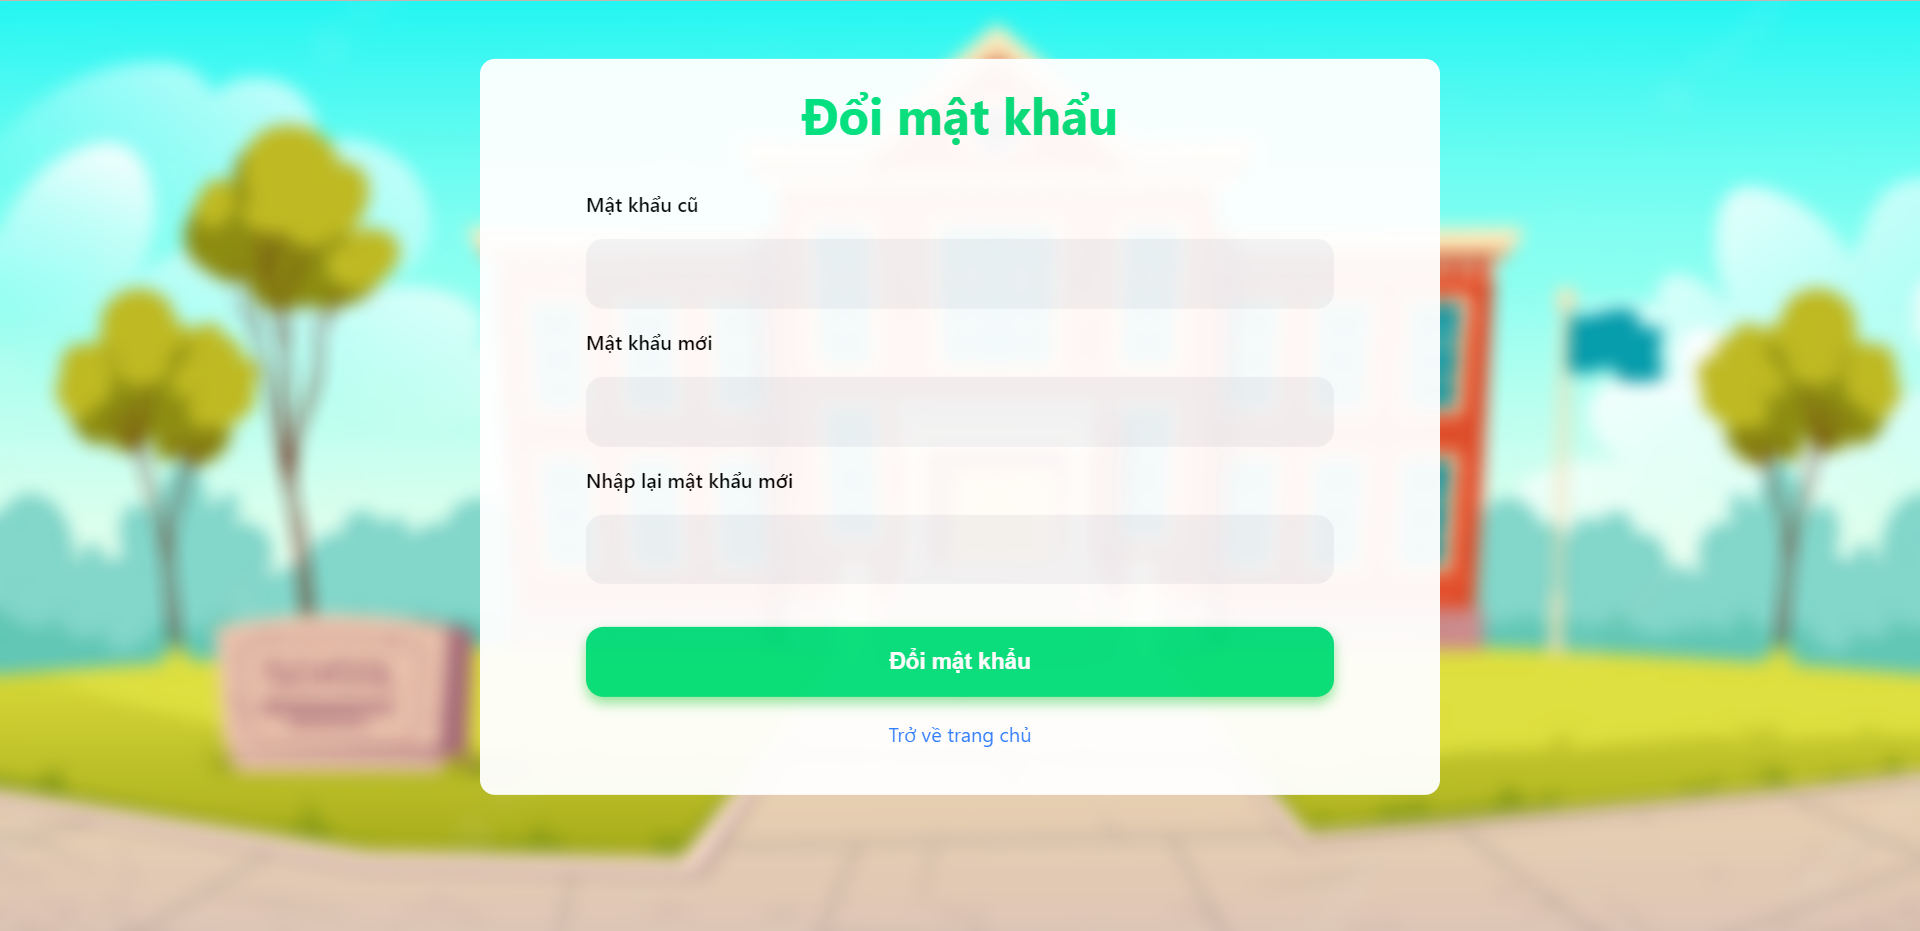 Đổi mật khẩu
Mật khẩu cũ
Mật khẩu mới
Nhập lại mật khẩu mới
Đổi mật khẩu
Trở về trang chủ